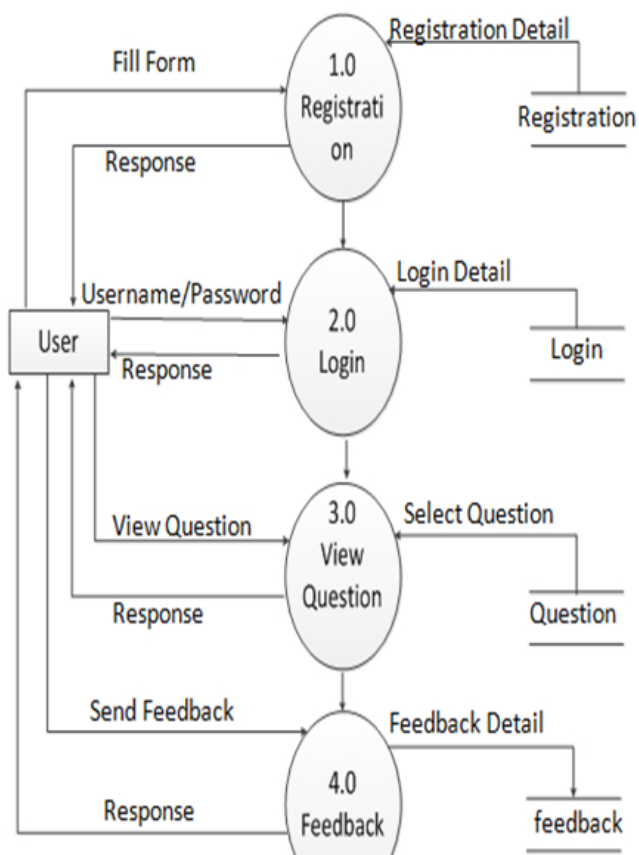 Registration Detail
Fill Form
1.0
Registrati
on
Registration
Response
Login Detail
Username/Password
2.0
Login
User
Login
Response
Select Question
3.0
View
Question
View Question
Response
Question
Send Feedback
Feedback Detail
4.0
Feedback
Response
feedback